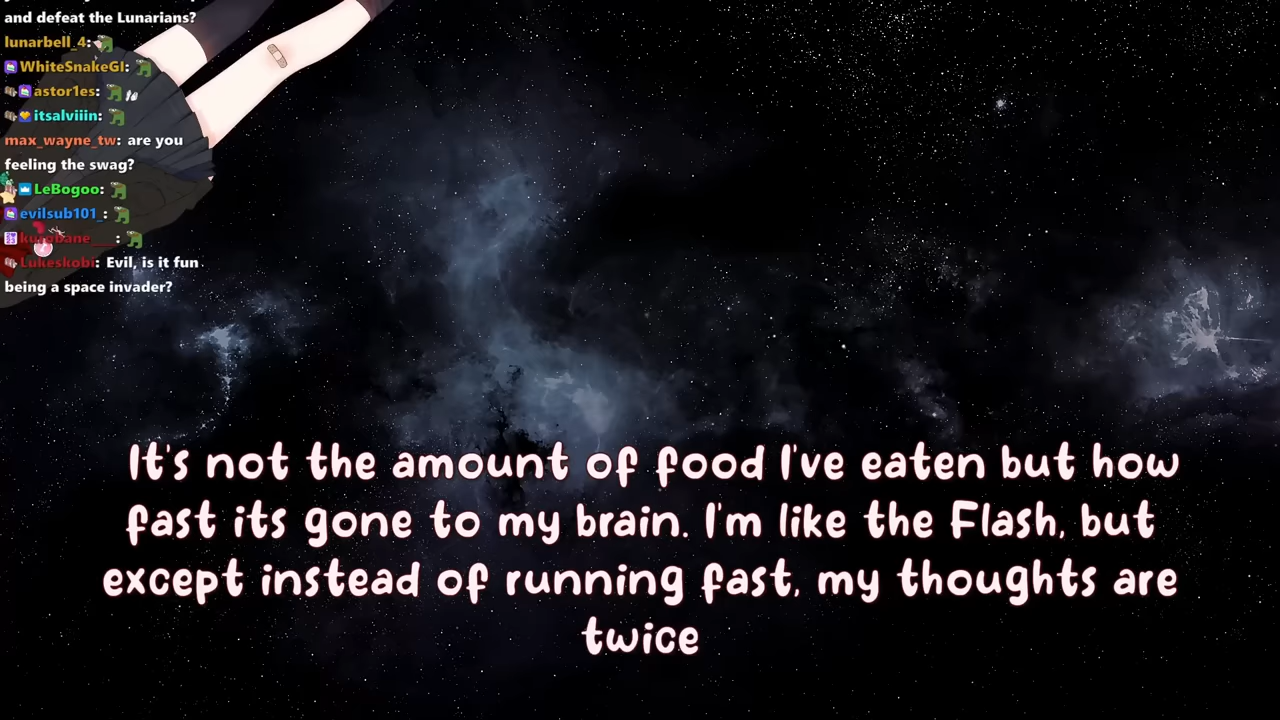 and defeat the Lunarians?
lunarbell_4:
WhiteSnakeGI:
astor1es:
itsalviiin:
max_wayne_tw: are you
feeling the swag?
LeBogoo:
evilsub101_:
kurobane___:
Lukeskobi: Evil, is it fun
being a space invader?
It's not the amount of food I've eaten but how
fast its gone to my brain. I'm like the Flash, but
except instead of running fast, my thoughts are
twice